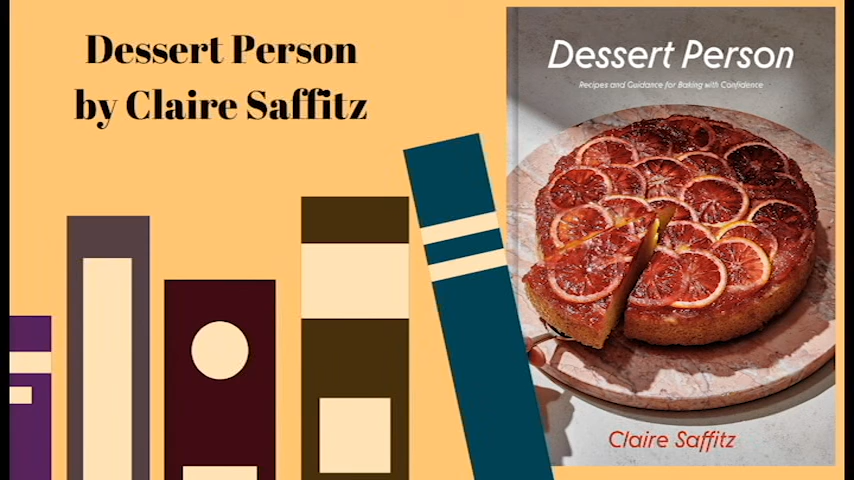 Dessert Person
by Claire Saffitz
Dessert Person
Recipes and Guidance for Baking with Confidence
Claire Saffitz